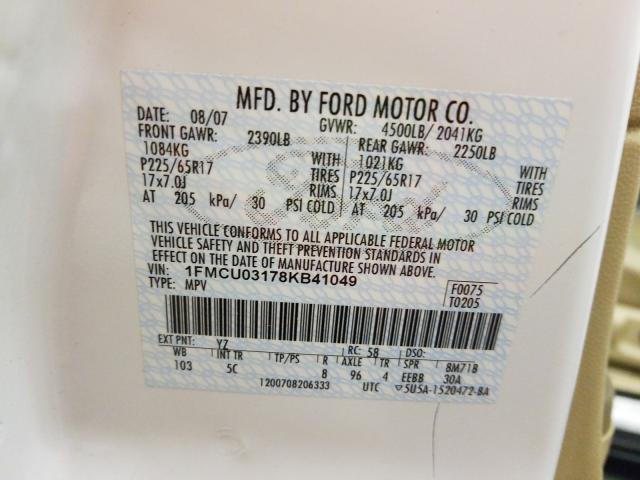 MFD. BY FORD MOTOR CO.
DATE: 08/07 GVWR: 4500LB/ 2041KG
FRONT GAWR: 2390LB REAR GAWR: 2250LB
1084KG WITH 1021KG WITH
P225/65R17 TIRES P225/65R17 TIRES
17x7.0J RIMS 17x7.0J RIMS
AT 205 kPa/ 30 PSI COLD AT 205 kPa/ 30 PSI COLD
THIS VEHICLE CONFORMS TO ALL APPLICABLE FEDERAL MOTOR
VEHICLE SAFETY AND THEFT PREVENTION STANDARDS IN
EFFECT ON THE DATE OF MANUFACTURE SHOWN ABOVE.
VIN: 1FMCU03178KB41049 F0075
TYPE: MPV T0205
EXT PNT: YZ RC: 58 DSO:
WB INT TR TP/PS R AXLE TR SPR BM71B
103 5C 8 96 4 EEBB 30A
1200708206333 UTC ▽5U5A-1520472-BA